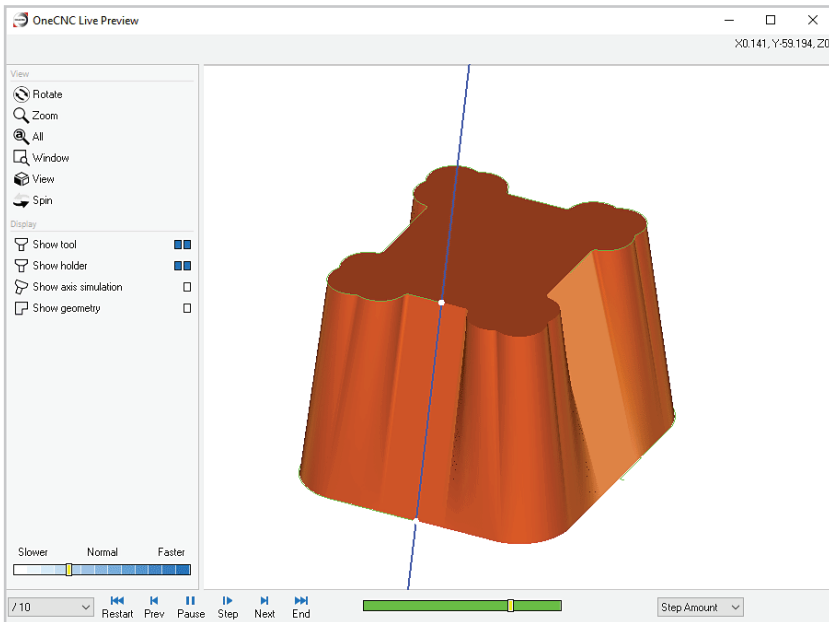 OneCNC Live Preview
X0.141, Y-59.194, Z0
View
Rotate
Zoom
All
Window
View
Spin
Display
Show tool
Show holder
Show axis simulation
Show geometry
Slower Normal Faster
/ 10
Restart Prev Pause Step Next End
Step Amount